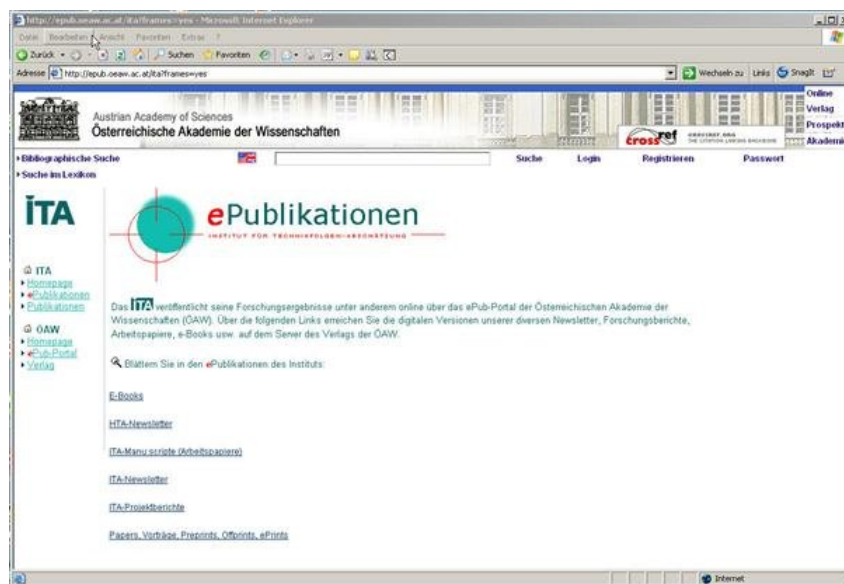 http://epub.oeaw.ac.at/ita?frames=yes - Microsoft Internet Explorer
Datei Bearbeiten Ansicht Favoriten Extras ?
Zurück Suchen Favoriten
Adresse http://epub.oeaw.ac.at/ita?frames=yes Wechseln zu Links SnagIt
Austrian Academy of Sciences
Österreichische Akademie der Wissenschaften
crossref CROSSREF.ORG
THE CITATION LINKING BACKBONE
Online
Verlag
Prospekt
Akademie
Bibliographische Suche Suche Login Registrieren Passwort
Suche im Lexikon
ITA
ePublikationen
INSTITUT FÜR TECHNIKFOLGEN-ABSCHÄTZUNG
ITA
Homepage
ePublikationen
Publikationen
ÖAW
Homepage
ePub-Portal
Verlag
Das ITA veröffentlicht seine Forschungsergebnisse unter anderem online über das ePub-Portal der Österreichischen Akademie der
Wissenschaften (ÖAW). Über die folgenden Links erreichen Sie die digitalen Versionen unserer diversen Newsletter, Forschungsberichte,
Arbeitspapiere, e-Books usw. auf dem Server des Verlags der ÖAW.
Blättern Sie in den ePublikationen des Instituts:
E-Books
HTA-Newsletter
ITA-Manu:scripte (Arbeitspapiere)
ITA-Newsletter
ITA-Projektberichte
Papers, Vorträge, Preprints, Offprints, ePrints
Internet